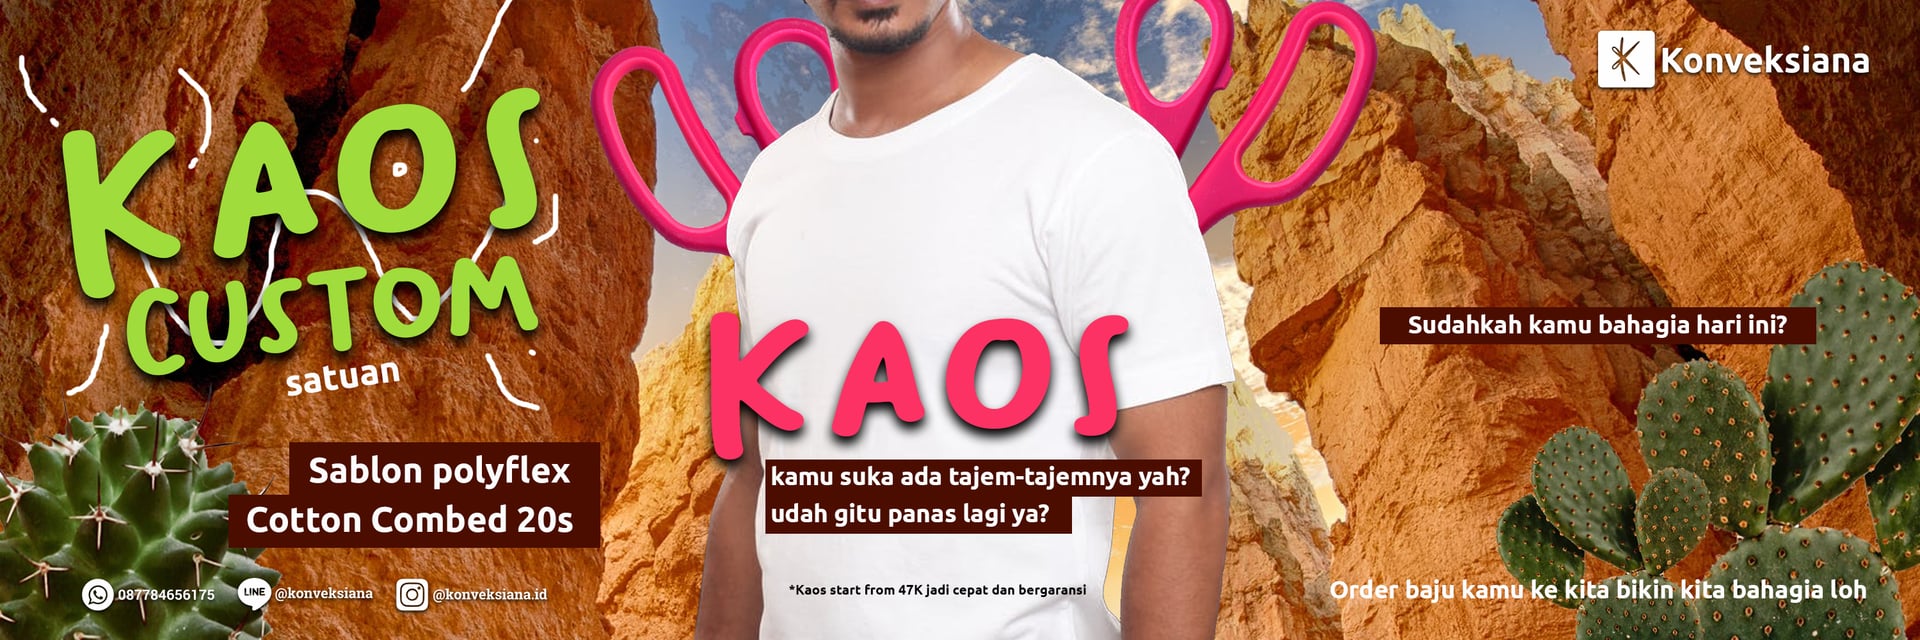 KAOS
CUSTOM
satuan
Sablon polyflex
Cotton Combed 20s
087784656175
LINE
@konveksiana
@konveksiana.id
KAOS
kamu suka ada tajem-tajemnya yah?
udah gitu panas lagi ya?
*Kaos start from 47K jadi cepat dan bergaransi
K Konveksiana
Sudahkah kamu bahagia hari ini?
Order baju kamu ke kita bikin kita bahagia loh